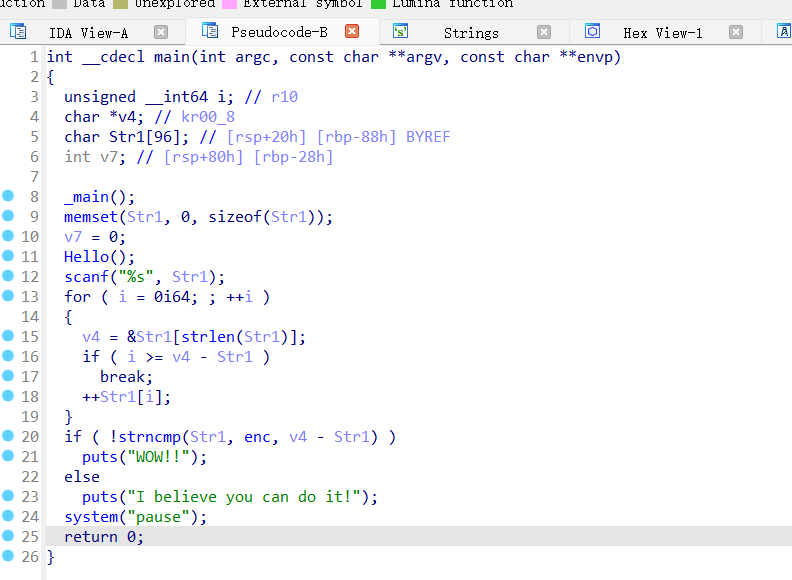 uction Data Unexplored External symbol Lumina function
IDA View-A Pseudocode-B Strings Hex View-1
1 int __cdecl main(int argc, const char **argv, const char **envp)
2 {
3 unsigned __int64 i; // r10
4 char *v4; // kr00_8
5 char Str1[96]; // [rsp+20h] [rbp-88h] BYREF
6 int v7; // [rsp+80h] [rbp-28h]
7
8 _main();
9 memset(Str1, 0, sizeof(Str1));
10 v7 = 0;
11 Hello();
12 scanf("%s", Str1);
13 for ( i = 0i64; ; ++i )
14 {
15 v4 = &Str1[strlen(Str1)];
16 if ( i >= v4 - Str1 )
17 break;
18 ++Str1[i];
19 }
20 if ( !strncmp(Str1, enc, v4 - Str1) )
21 puts("WOW!!");
22 else
23 puts("I believe you can do it!");
24 system("pause");
25 return 0;
26 }